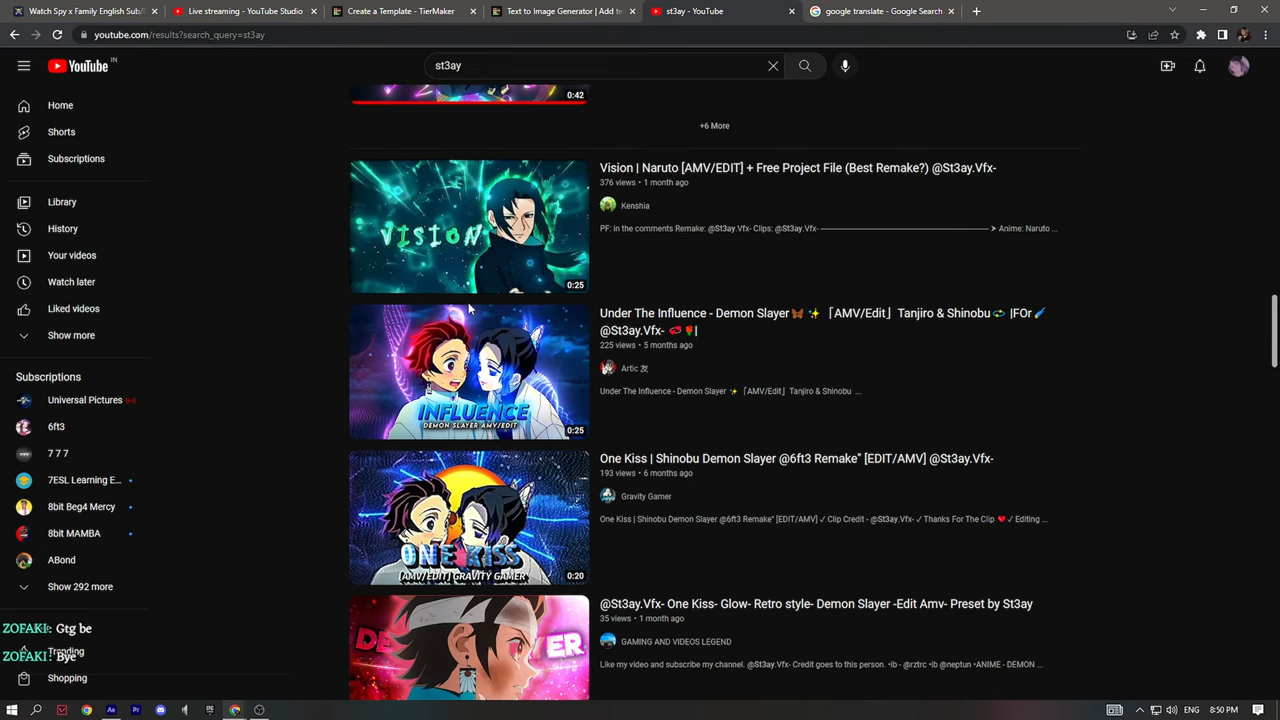 Watch Spy x Family English Sub/
Live streaming - YouTube Studio
Create a Template - TierMaker
Text to Image Generator | Add te
st3ay - YouTube
google translate - Google Search
youtube.com/results?search_query=st3ay
YouTube IN
st3ay
Home
Shorts
Subscriptions
Library
History
Your videos
Watch later
Liked videos
Show more
Subscriptions
Universal Pictures
6ft3
7 7 7
7ESL Learning E...
8bit Beg4 Mercy
8bit MAMBA
ABond
Show 292 more
ZOFAKI: Gtg be
Trending
ZOFAKI: Bye
Shopping
0:42
+6 More
VISION
0:25
Vision | Naruto [AMV/EDIT] + Free Project File (Best Remake?) @St3ay.Vfx-
376 views • 1 month ago
Kenshia
PF: in the comments Remake: @St3ay.Vfx- Clips: @St3ay.Vfx- ————————————————— ➤ Anime: Naruto ...
INFLUENCE
DEMON SLAYER AMV/EDIT
0:25
Under The Influence - Demon Slayer🦋 ✨ 「AMV/Edit」 Tanjiro & Shinobu💫 |FOr🖌
@St3ay.Vfx- 💌🌹|
225 views • 5 months ago
Artic 友
Under The Influence - Demon Slayer ✨ 「AMV/Edit」 Tanjiro & Shinobu ...
ONE KISS
[AMV/EDIT] GRAVITY GAMER
0:20
One Kiss | Shinobu Demon Slayer @6ft3 Remake" [EDIT/AMV] @St3ay.Vfx-
193 views • 6 months ago
Gravity Gamer
One Kiss | Shinobu Demon Slayer @6ft3 Remake" [EDIT/AMV] ✓ Clip Credit - @St3ay.Vfx- ✓ Thanks For The Clip ❤ ✓ Editing ...
@St3ay.Vfx- One Kiss- Glow- Retro style- Demon Slayer -Edit Amv- Preset by St3ay
35 views • 1 month ago
GAMING AND VIDEOS LEGEND
Like my video and subscribe my channel. @St3ay.Vfx- Credit goes to this person. •ib - @rztrc •ib @neptun •ANIME - DEMON ...
ENG
8:50 PM